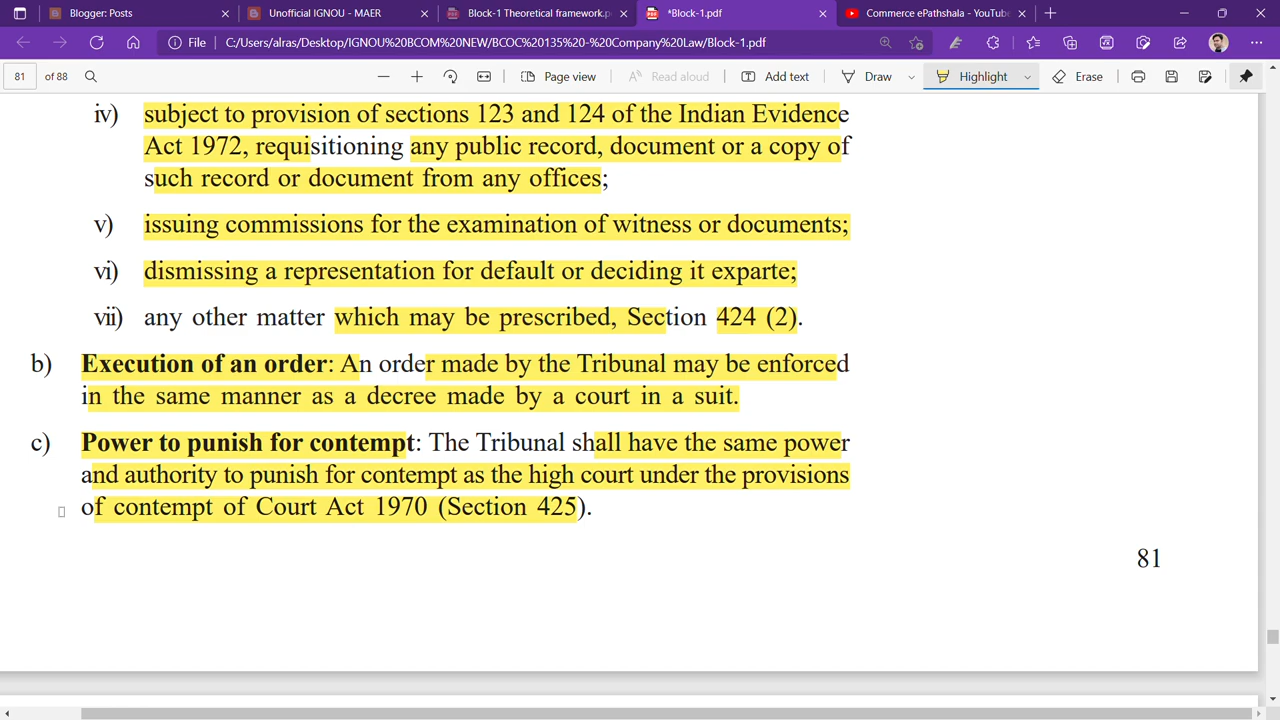 Blogger: Posts
Unofficial IGNOU - MAER
Block-1 Theoretical framework.p
*Block-1.pdf
Commerce ePathshala - YouTub
File
C:/Users/alras/Desktop/IGNOU%20BCOM%20NEW/BCOC%20135%20-%20Company%20Law/Block-1.pdf
81 of 88
Page view
Read aloud
Add text
Draw
Highlight
Erase
iv) subject to provision of sections 123 and 124 of the Indian Evidence
Act 1972, requisitioning any public record, document or a copy of
such record or document from any offices;
v) issuing commissions for the examination of witness or documents;
vi) dismissing a representation for default or deciding it exparte;
vii) any other matter which may be prescribed, Section 424 (2).
b) Execution of an order: An order made by the Tribunal may be enforced
in the same manner as a decree made by a court in a suit.
c) Power to punish for contempt: The Tribunal shall have the same power
and authority to punish for contempt as the high court under the provisions
of contempt of Court Act 1970 (Section 425).
81